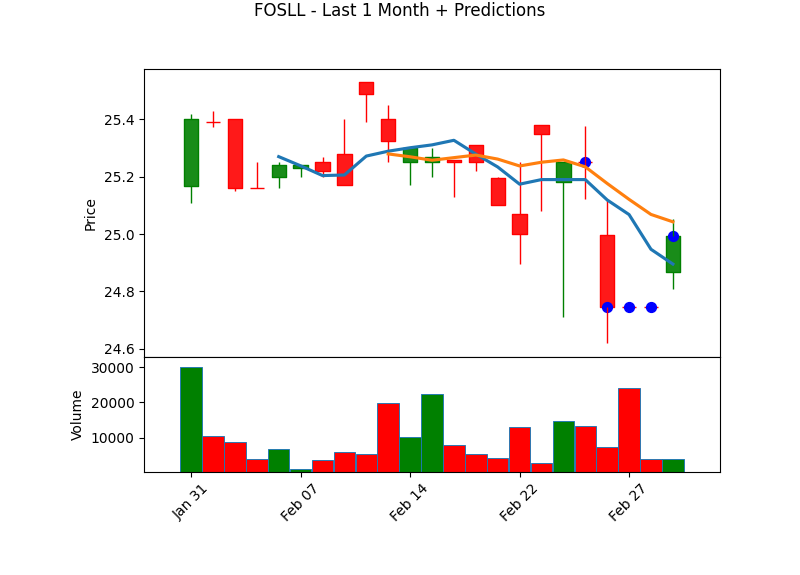 FOSLL - Last 1 Month + Predictions
Price
25.4
25.2
25.0
24.8
24.6
Volume
30000
20000
10000
Jan 31
Feb 07
Feb 14
Feb 22
Feb 27